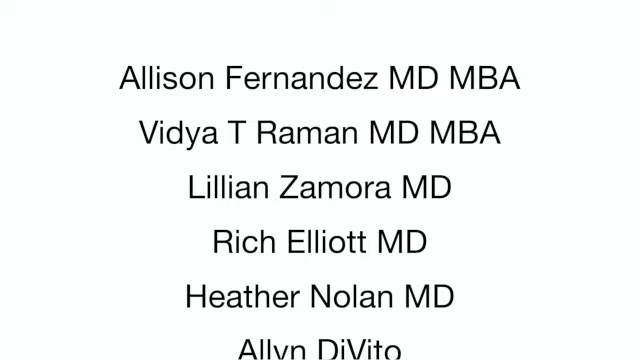 Allison Fernandez MD MBA
Vidya T Raman MD MBA
Lillian Zamora MD
Rich Elliott MD
Heather Nolan MD
Allyn DiVito